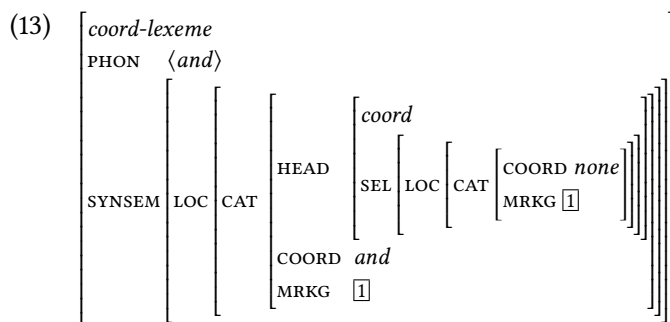 (13)
coord-lexeme
PHON ⟨and⟩
coord
COORD none
HEAD
SEL LOC CAT
MRKG 1
SYNSEM LOC CAT
COORD and
MRKG 1